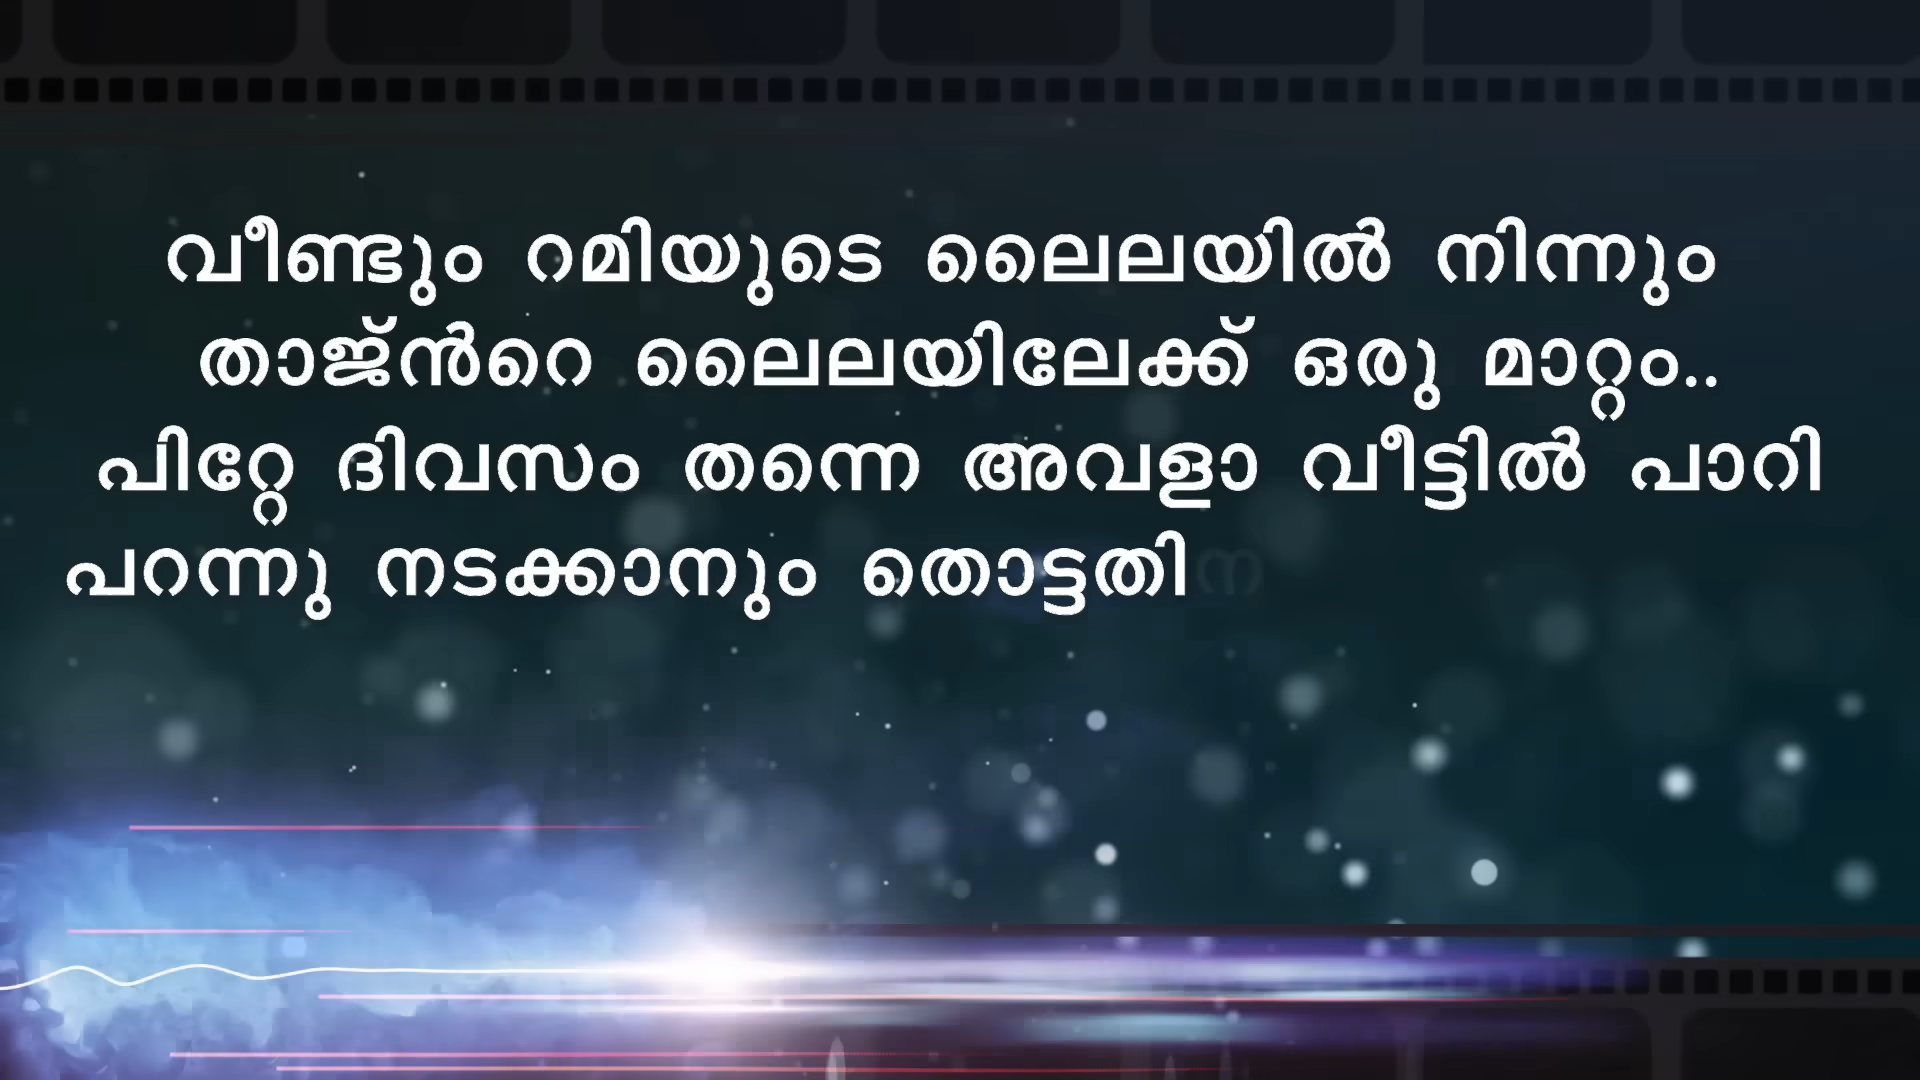 വീണ്ടും റമിയുടെ ലൈലയിൽ നിന്നും
താജ്ൻറെ ലൈലയിലേക്ക് ഒരു മാറ്റം..
പിറ്റേ ദിവസം തന്നെ അവളാ വീട്ടിൽ പാറി
പറന്നു നടക്കാനും തൊട്ടതിന